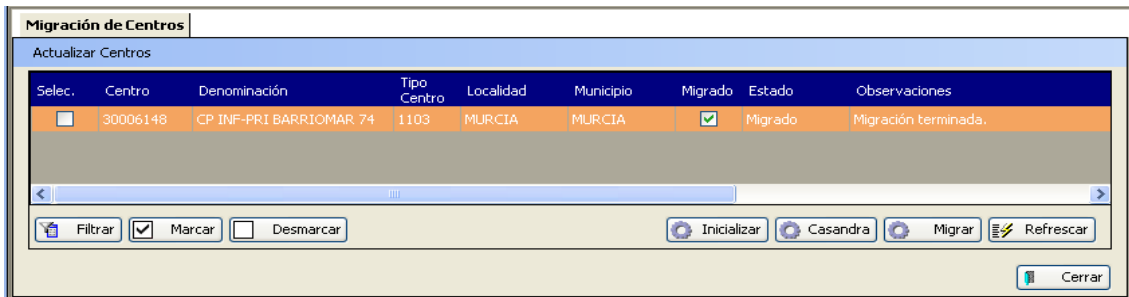 Migración de Centros
Actualizar Centros
Selec. Centro Denominación Tipo Centro Localidad Municipio Migrado Estado Observaciones
30006148 CP INF-PRI BARRIOMAR 74 1103 MURCIA MURCIA Migrado Migración terminada.
Filtrar Marcar Desmarcar Inicializar Casandra Migrar Refrescar
Cerrar